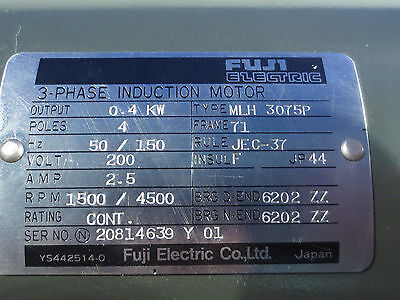 FUJI
ELECTRIC
3-PHASE INDUCTION MOTOR
OUTPUT 0.4 KW TYPE MLH 3075P
POLES 4 FRAME 71
Hz 50 / 150 RULE JEC-37
VOLT 200 INSUL F JP44
AMP 2.5
RPM 1500 / 4500 BRG D-END 6202 ZZ
RATING CONT. BRG N-END 6202 ZZ
SER NO. N 20814639 Y 01
YS442514-0 Fuji Electric Co., Ltd. Japan